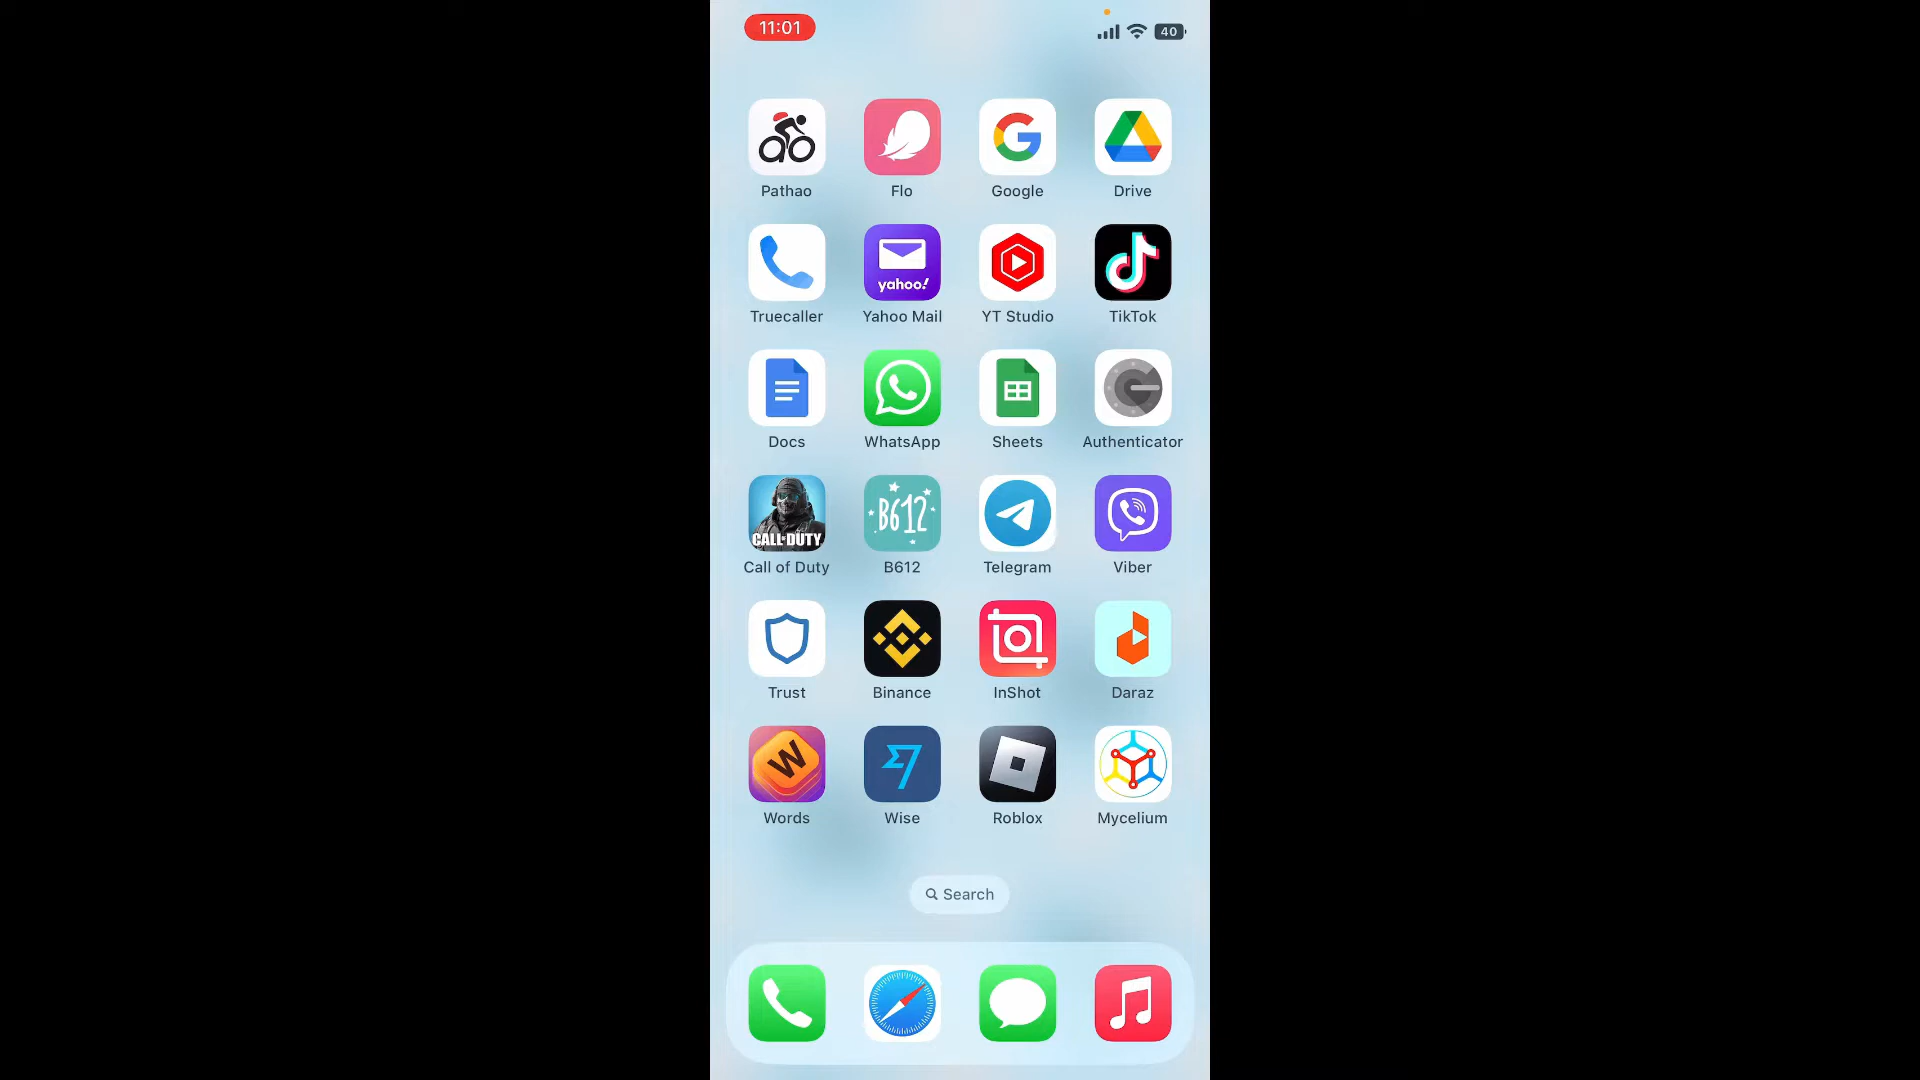 11:01
40
Pathao Flo Google Drive
yahoo!
Truecaller Yahoo Mail YT Studio TikTok
Docs WhatsApp Sheets Authenticator
CALL OF DUTY B612
Call of Duty B612 Telegram Viber
Trust Binance InShot Daraz
W
Words Wise Roblox Mycelium
Search